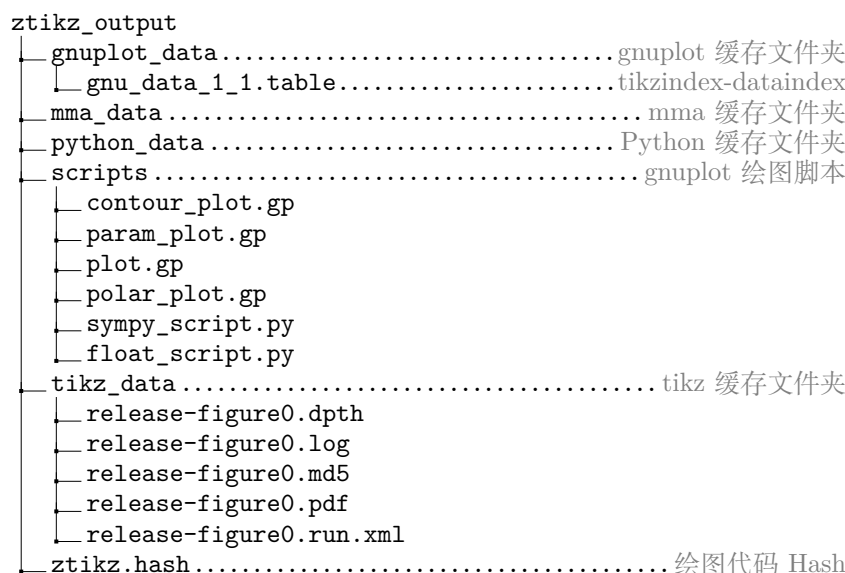 ztikz_output
gnuplot_data......................................gnuplot 缓存文件夹
gnu_data_1_1.table...........................tikzindex-dataindex
mma_data..............................................mma 缓存文件夹
python_data.......................................Python 缓存文件夹
scripts...............................................gnuplot 绘图脚本
contour_plot.gp
param_plot.gp
plot.gp
polar_plot.gp
sympy_script.py
float_script.py
tikz_data..............................................tikz 缓存文件夹
release-figure0.dpth
release-figure0.log
release-figure0.md5
release-figure0.pdf
release-figure0.run.xml
ztikz.hash..............................................绘图代码 Hash